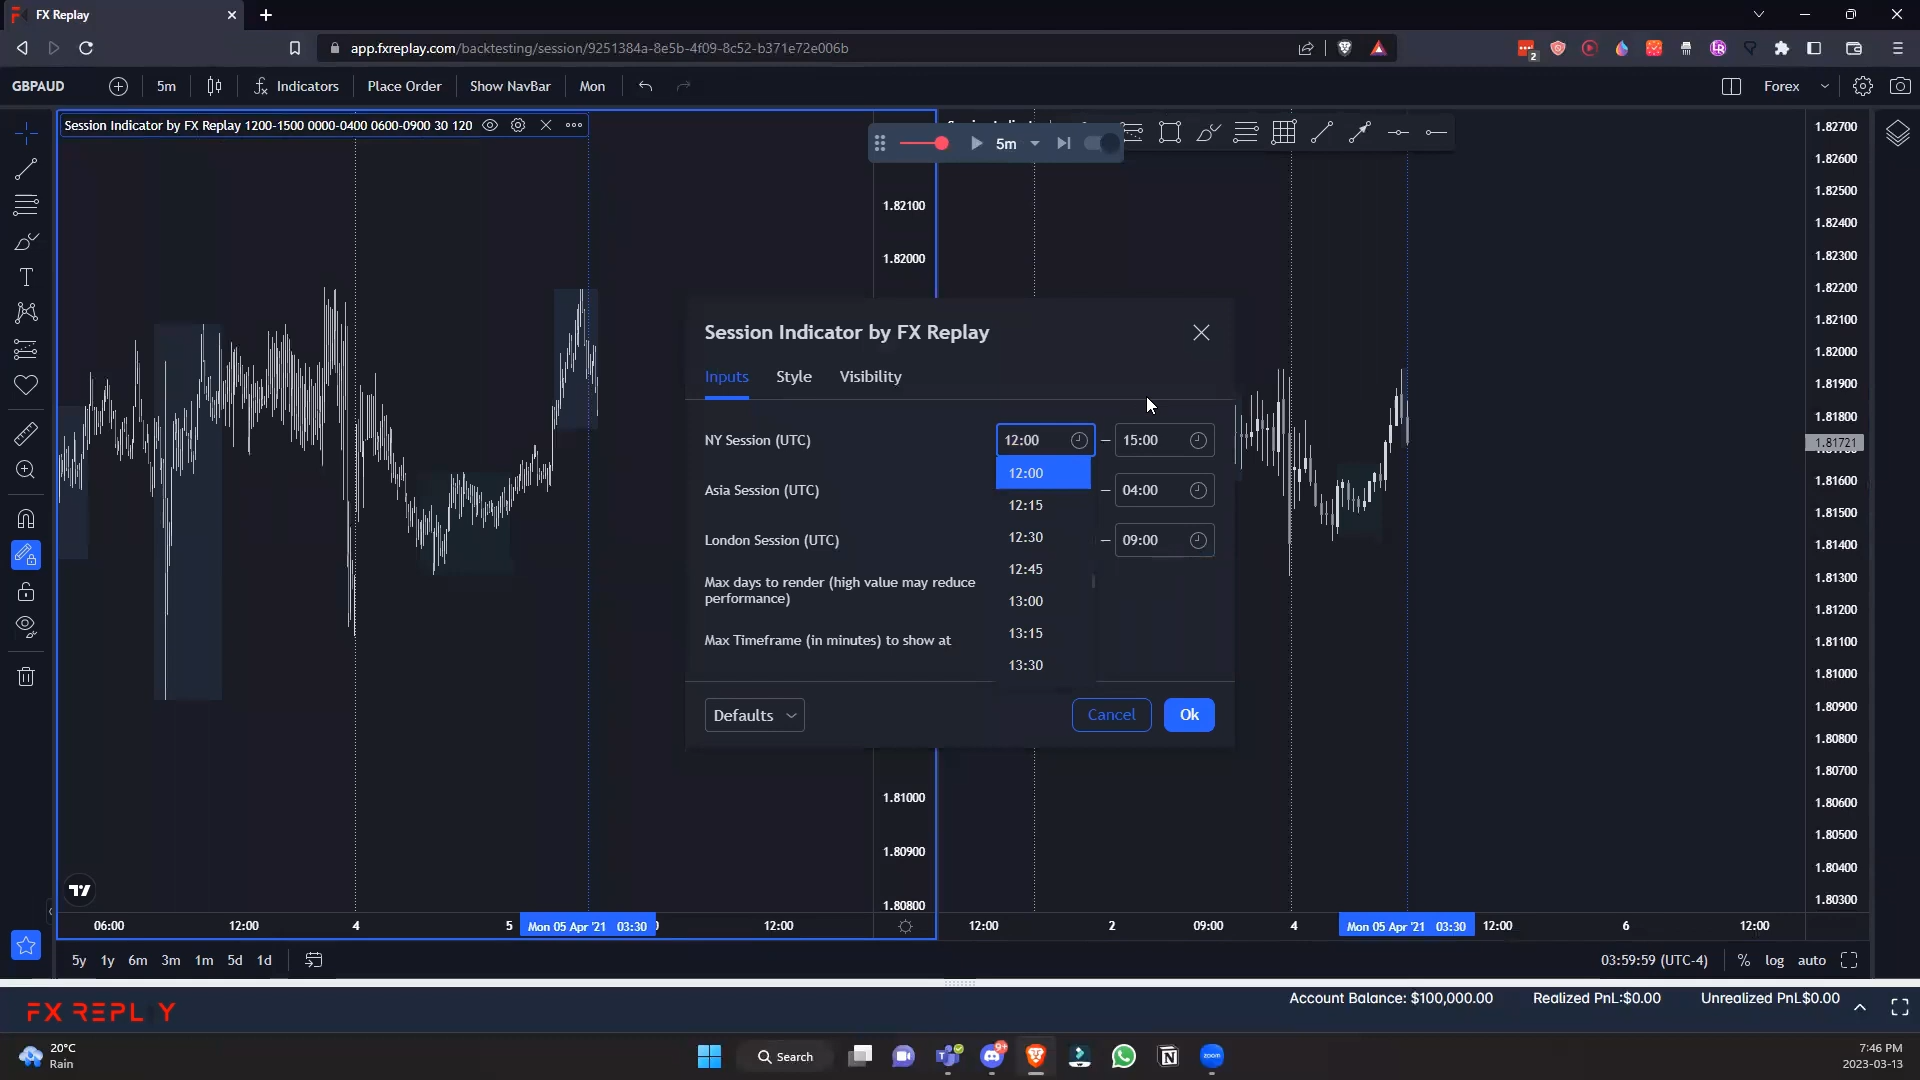 FX Replay
app.fxreplay.com/backtesting/session/9251384a-8e5b-4f09-8c52-b371e72e006b
2
GBPAUD 5m Indicators Place Order Show NavBar Mon Forex
Session Indicator by FX Replay 1200-1500 0000-0400 0600-0900 30 120
5m
1.82100
1.82000
1.81000
1.80900
1.80800
1.82700
1.82600
1.82500
1.82400
1.82300
1.82200
1.82100
1.82000
1.81900
1.81800
1.81721
1.81600
1.81500
1.81400
1.81300
1.81200
1.81100
1.81000
1.80900
1.80800
1.80700
1.80600
1.80500
1.80400
1.80300
Session Indicator by FX Replay
Inputs Style Visibility
NY Session (UTC) 12:00 – 15:00
12:00
12:15
12:30
12:45
13:00
13:15
13:30
Asia Session (UTC) – 04:00
London Session (UTC) – 09:00
Max days to render (high value may reduce
performance)
Max Timeframe (in minutes) to show at
Defaults Cancel Ok
06:00 12:00 4 5 Mon 05 Apr '21 03:30 12:00
12:00 2 09:00 4 Mon 05 Apr '21 03:30 12:00 6 12:00
5y 1y 6m 3m 1m 5d 1d
03:59:59 (UTC-4) % log auto
FX REPL Y
Account Balance: $100,000.00 Realized PnL:$0.00 Unrealized PnL$0.00
20°C
Rain
Search
9+
zoom
7:46 PM
2023-03-13